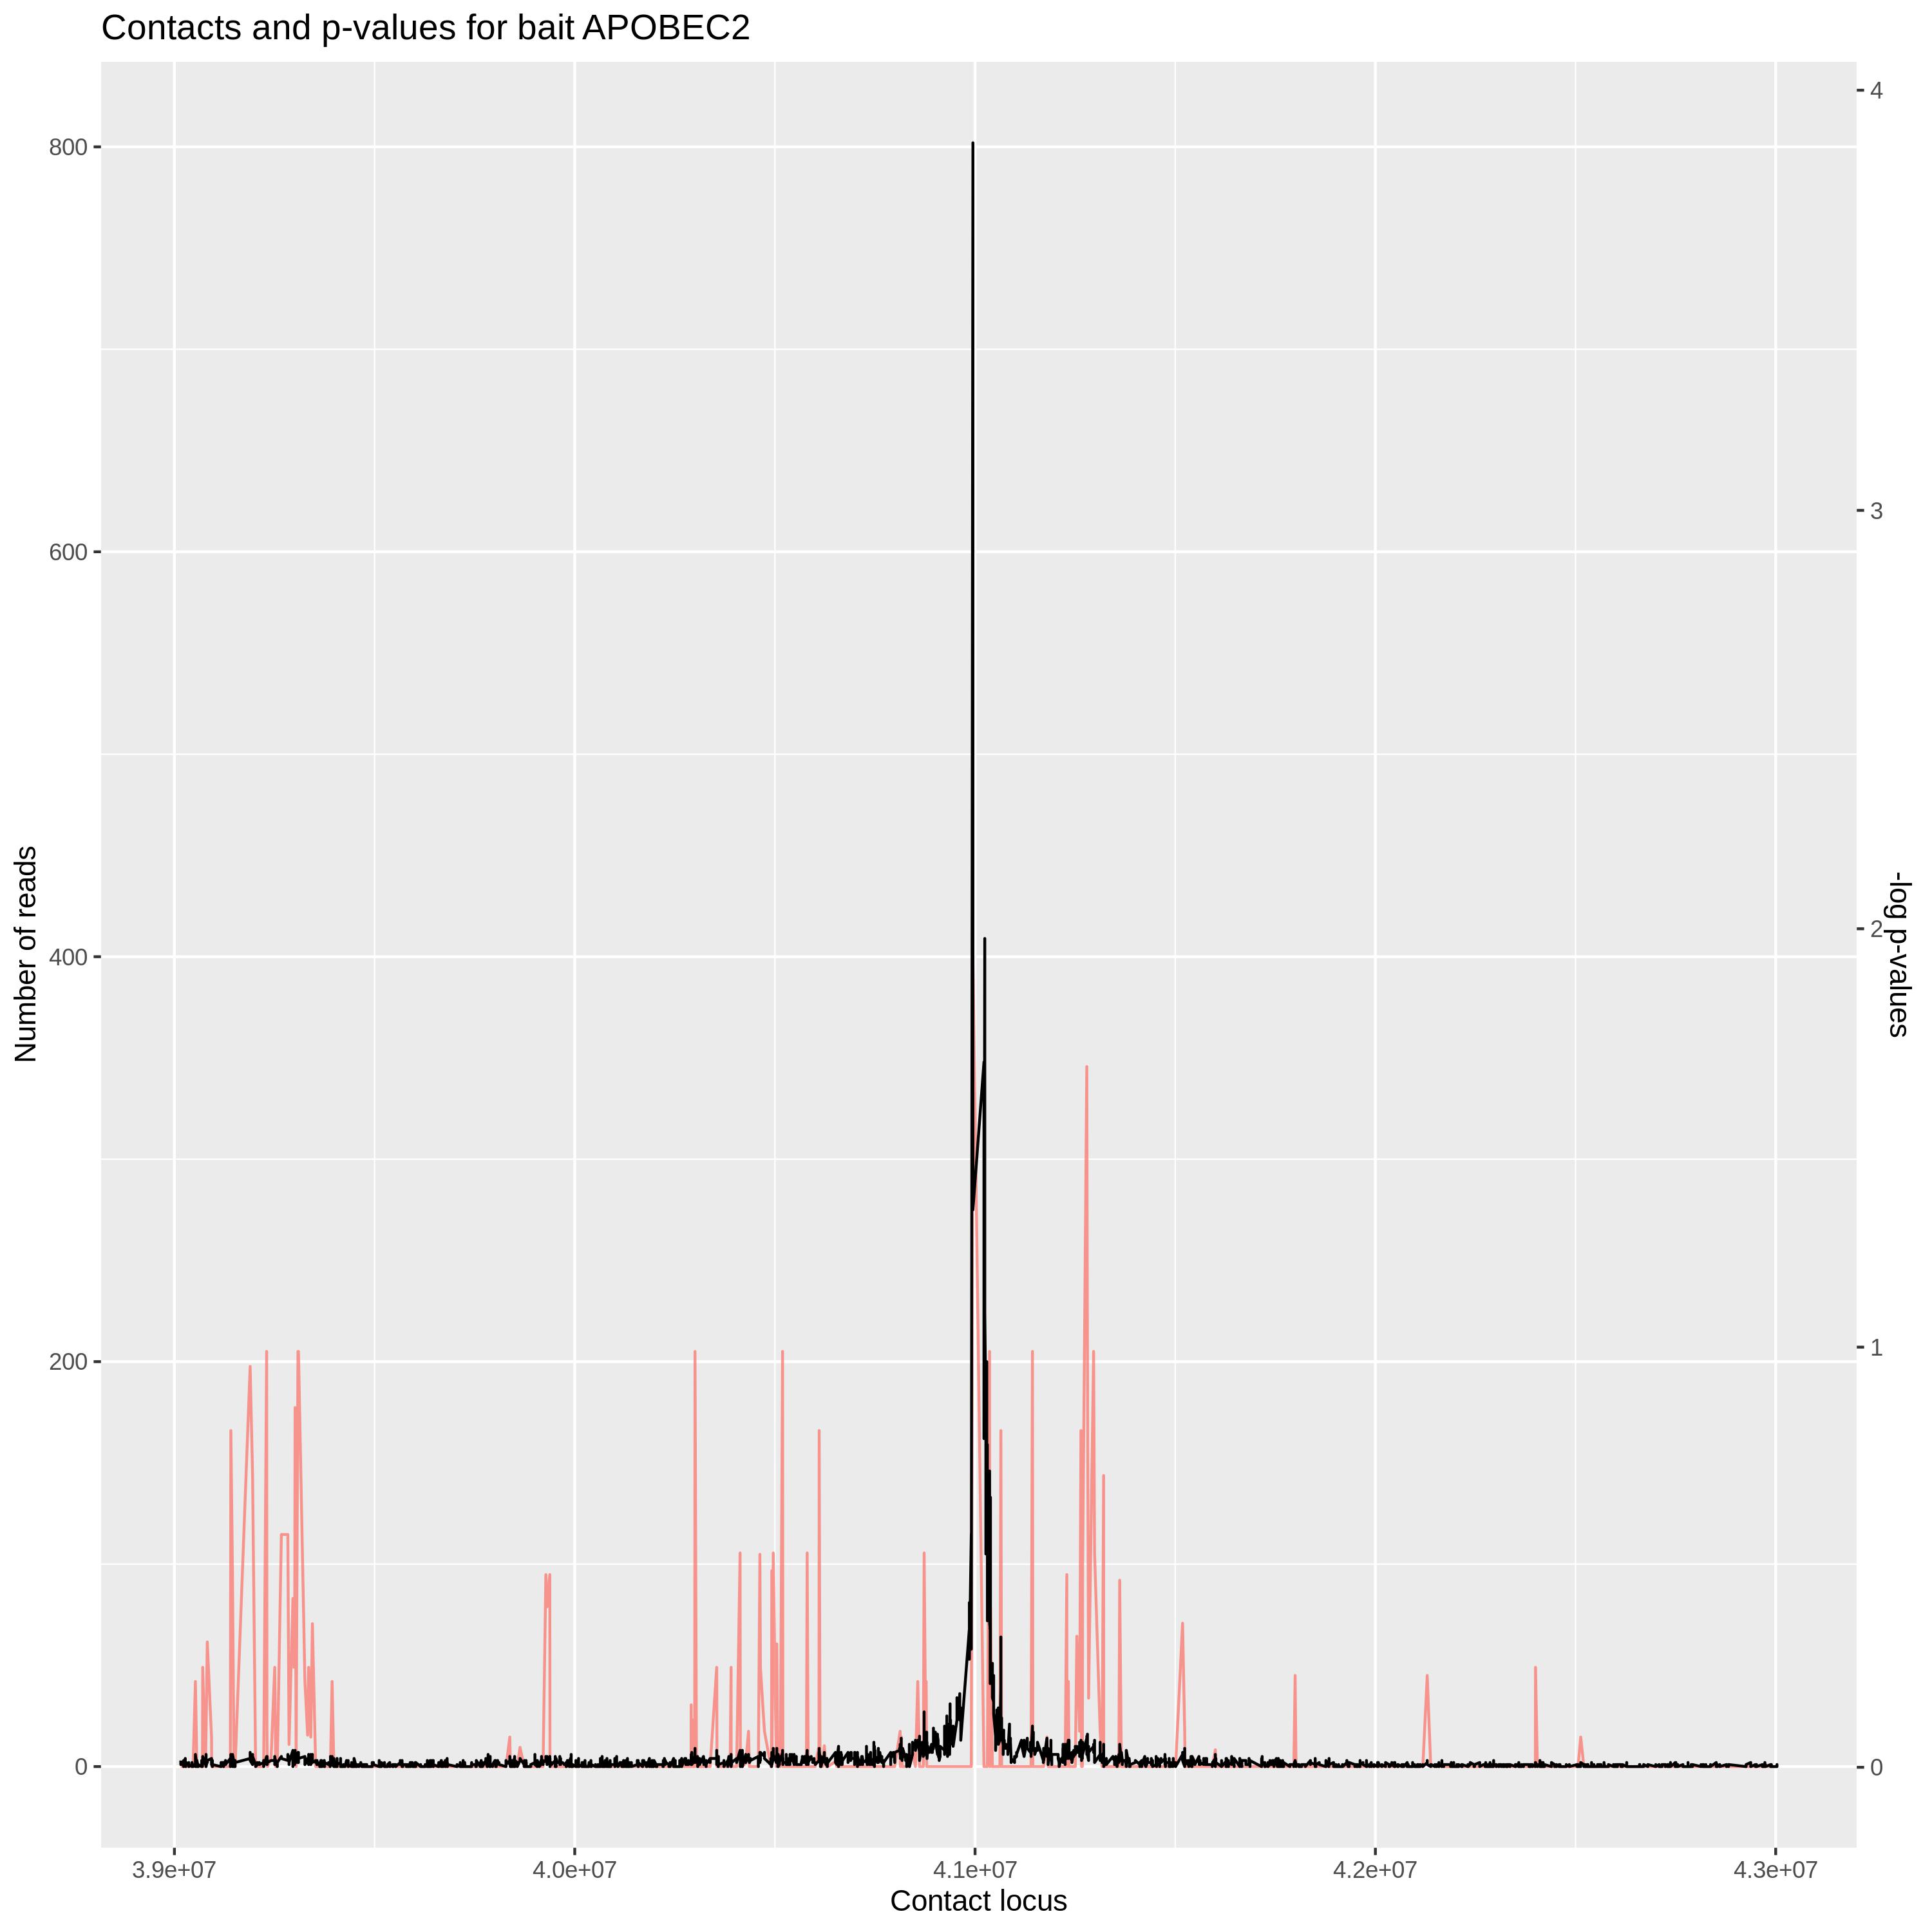 Contacts and p-values for bait APOBEC2
4
800
3
600
Number of reads
-log p-values
2
400
1
200
0
0
3.9e+07
4.0e+07
4.1e+07
4.2e+07
4.3e+07
Contact locus